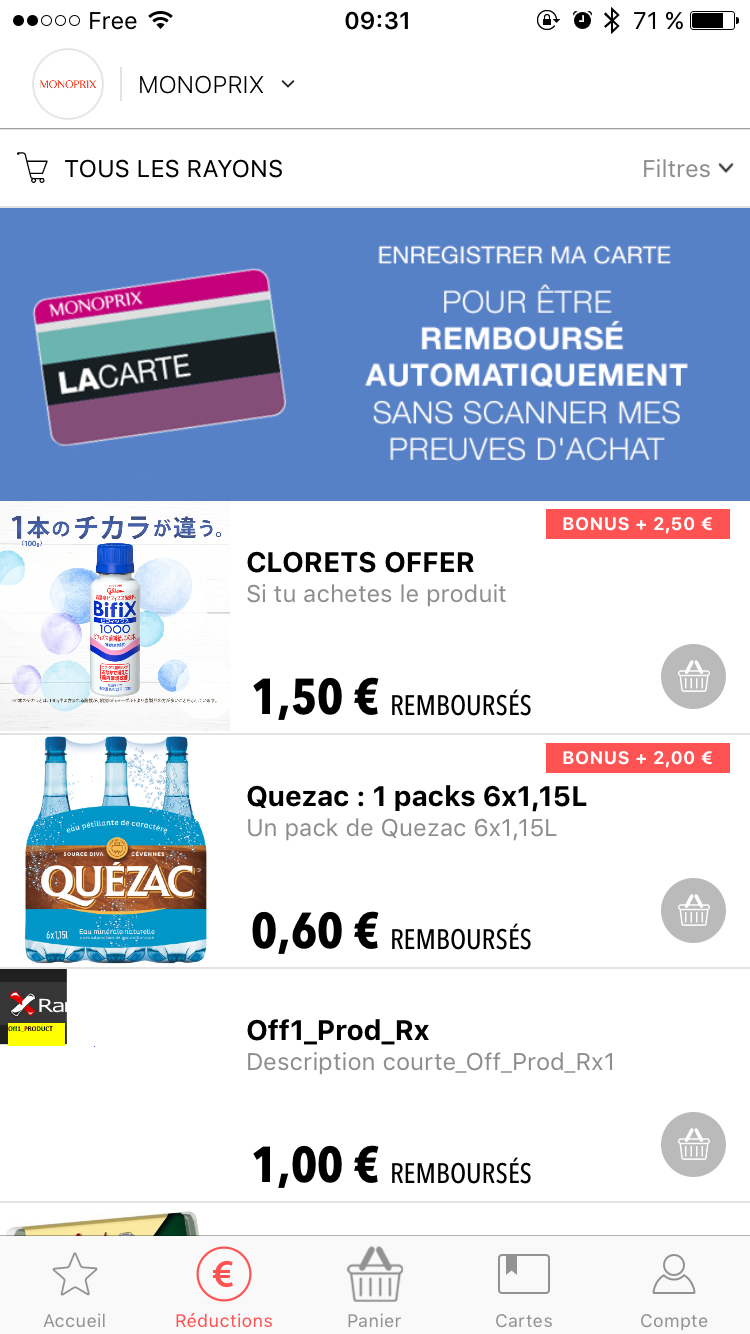 Free 09:31 71 %
MONOPRIX MONOPRIX
TOUS LES RAYONS Filtres
MONOPRIX
LACARTE
ENREGISTRER MA CARTE
POUR ÊTRE
REMBOURSÉ
AUTOMATIQUEMENT
SANS SCANNER MES
PREUVES D'ACHAT
1本のチカラが違う。
(100g)
BifiX
1000
BONUS + 2,50 €
CLORETS OFFER
Si tu achetes le produit
1,50 € REMBOURSÉS
eau pétillante de caractère
SOURCE DIVA CÉVENNES
QUÉZAC
6x1,15l Eau minérale naturelle
BONUS + 2,00 €
Quezac : 1 packs 6x1,15L
Un pack de Quezac 6x1,15L
0,60 € REMBOURSÉS
Ra
Off1_PRODUCT
Off1_Prod_Rx
Description courte_Off_Prod_Rx1
1,00 € REMBOURSÉS
€
Accueil Réductions Panier Cartes Compte